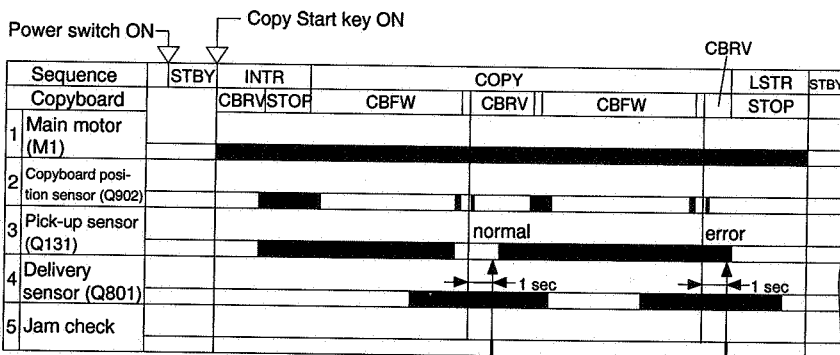 Power switch ON
Copy Start key ON
CBRV
Sequence STBY INTR COPY LSTR STBY
Copyboard CBRV STOP CBFW CBRV CBFW STOP
1 Main motor
(M1)
2 Copyboard posi-
tion sensor (Q902)
3 Pick-up sensor normal error
(Q131)
4 Delivery 1 sec 1 sec
sensor (Q801)
5 Jam check